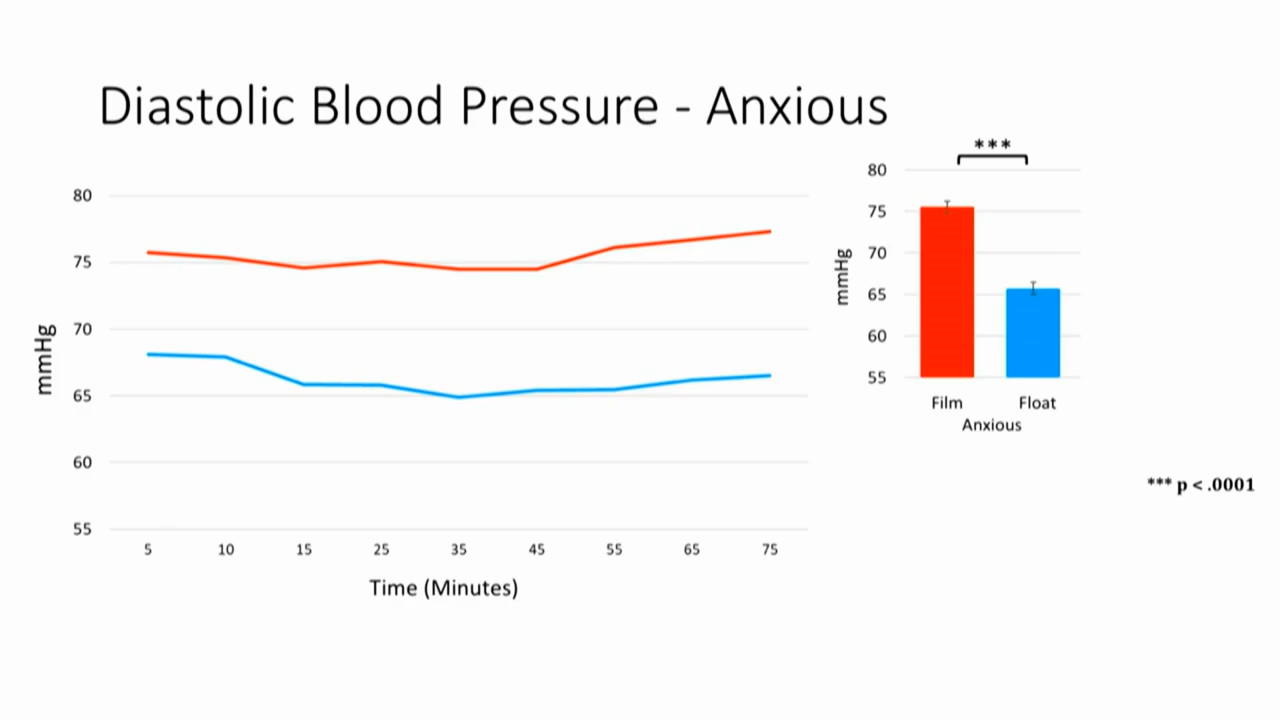 Diastolic Blood Pressure - Anxious
80
75
70
65
60
55
mmHg
5 10 15 25 35 45 55 65 75
Time (Minutes)
***
80
75
70
65
60
55
mmHg
Film Float
Anxious
*** p < .0001